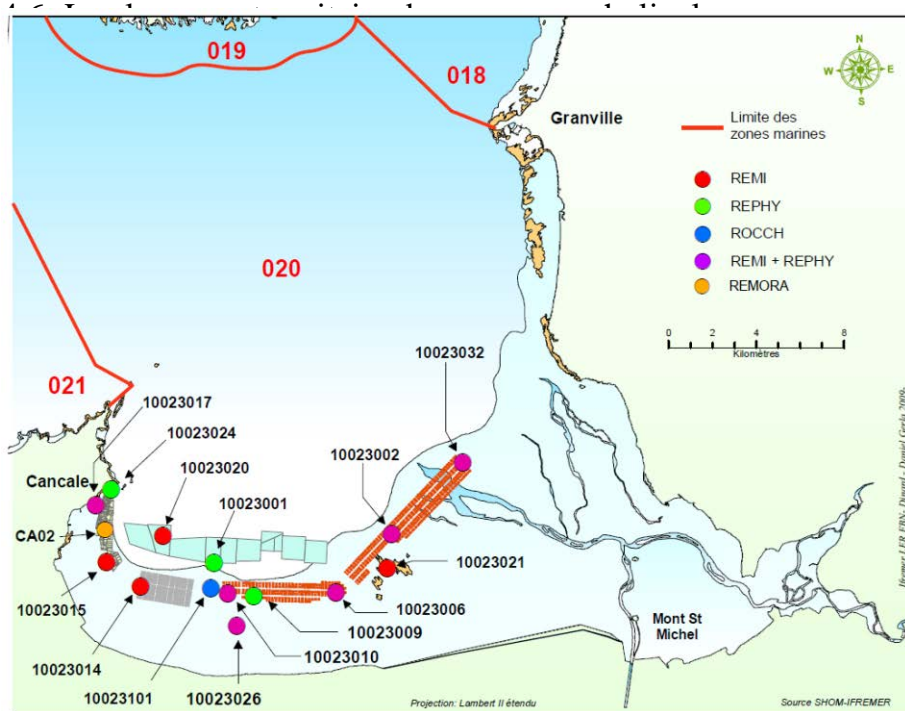 019
018
N
W E
S
Granville
Limite des
zones marines
REMI
REPHY
ROCCH
REMI + REPHY
REMORA
020
0 2 4 6 8
Kilomètres
10023032
021
10023017
10023024
10023002
Cancale
10023020
10023001
CA02
10023021
10023015
10023006
Mont St
Michel
10023009
10023014
10023010
10023101
10023026
Projection: Lambert II étendu
Source SHOM-IFREMER